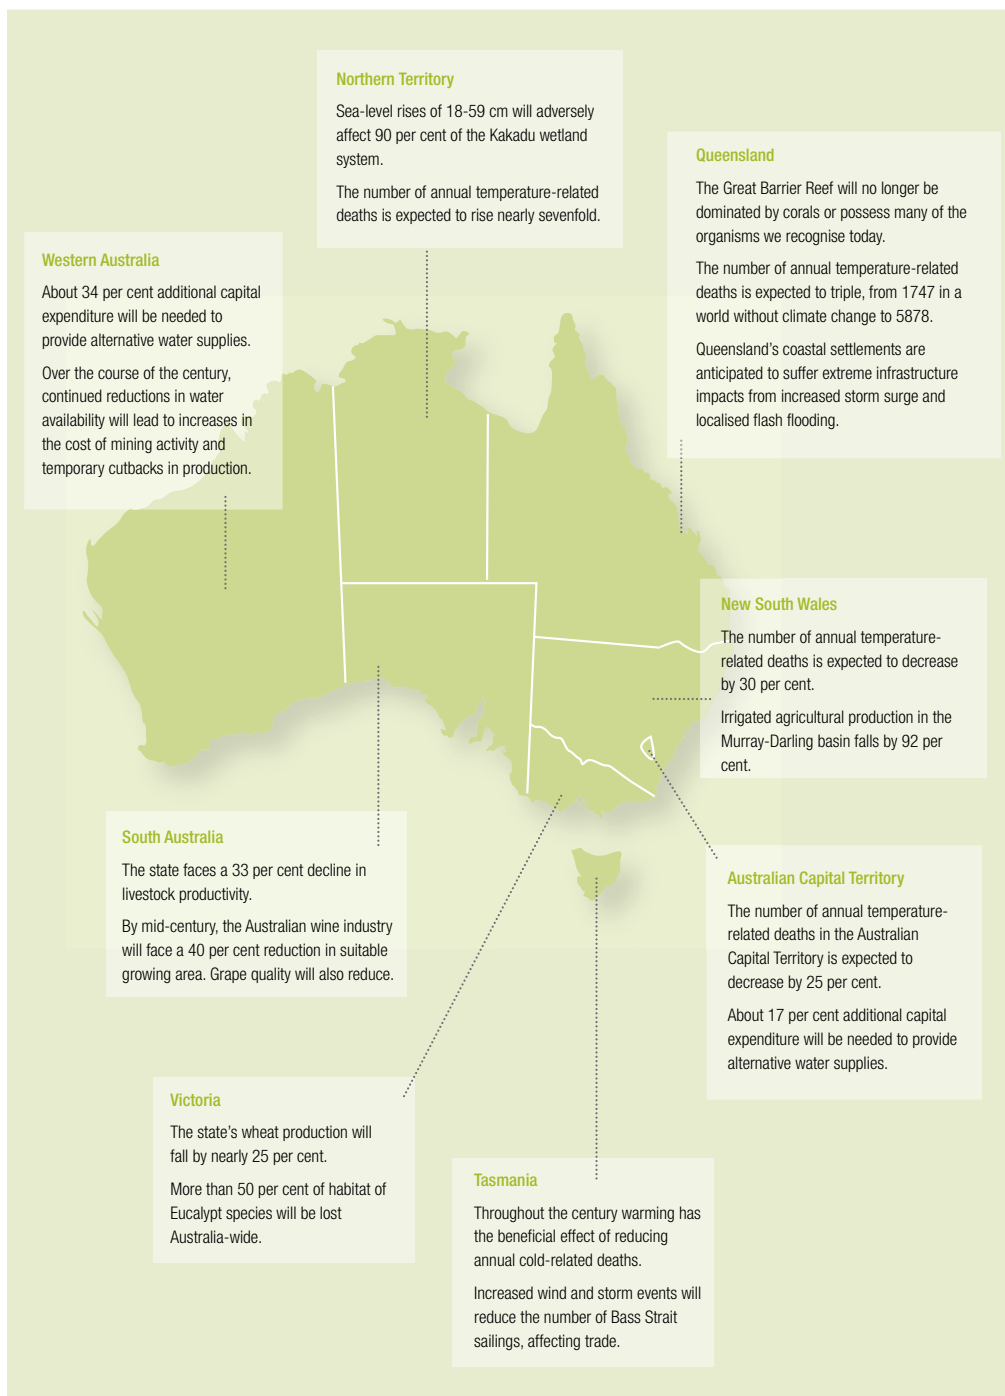 Northern Territory
Sea-level rises of 18-59 cm will adversely
affect 90 per cent of the Kakadu wetland
system.
The number of annual temperature-related
deaths is expected to rise nearly sevenfold.
Queensland
The Great Barrier Reef will no longer be
dominated by corals or possess many of the
organisms we recognise today.
The number of annual temperature-related
deaths is expected to triple, from 1747 in a
world without climate change to 5878.
Queensland's coastal settlements are
anticipated to suffer extreme infrastructure
impacts from increased storm surge and
localised flash flooding.
Western Australia
About 34 per cent additional capital
expenditure will be needed to
provide alternative water supplies.
Over the course of the century,
continued reductions in water
availability will lead to increases in
the cost of mining activity and
temporary cutbacks in production.
New South Wales
The number of annual temperature-
related deaths is expected to decrease
by 30 per cent.
Irrigated agricultural production in the
Murray-Darling basin falls by 92 per
cent.
South Australia
The state faces a 33 per cent decline in
livestock productivity.
By mid-century, the Australian wine industry
will face a 40 per cent reduction in suitable
growing area. Grape quality will also reduce.
Australian Capital Territory
The number of annual temperature-
related deaths in the Australian
Capital Territory is expected to
decrease by 25 per cent.
About 17 per cent additional capital
expenditure will be needed to provide
alternative water supplies.
Victoria
The state's wheat production will
fall by nearly 25 per cent.
More than 50 per cent of habitat of
Eucalypt species will be lost
Australia-wide.
Tasmania
Throughout the century warming has
the beneficial effect of reducing
annual cold-related deaths.
Increased wind and storm events will
reduce the number of Bass Strait
sailings, affecting trade.